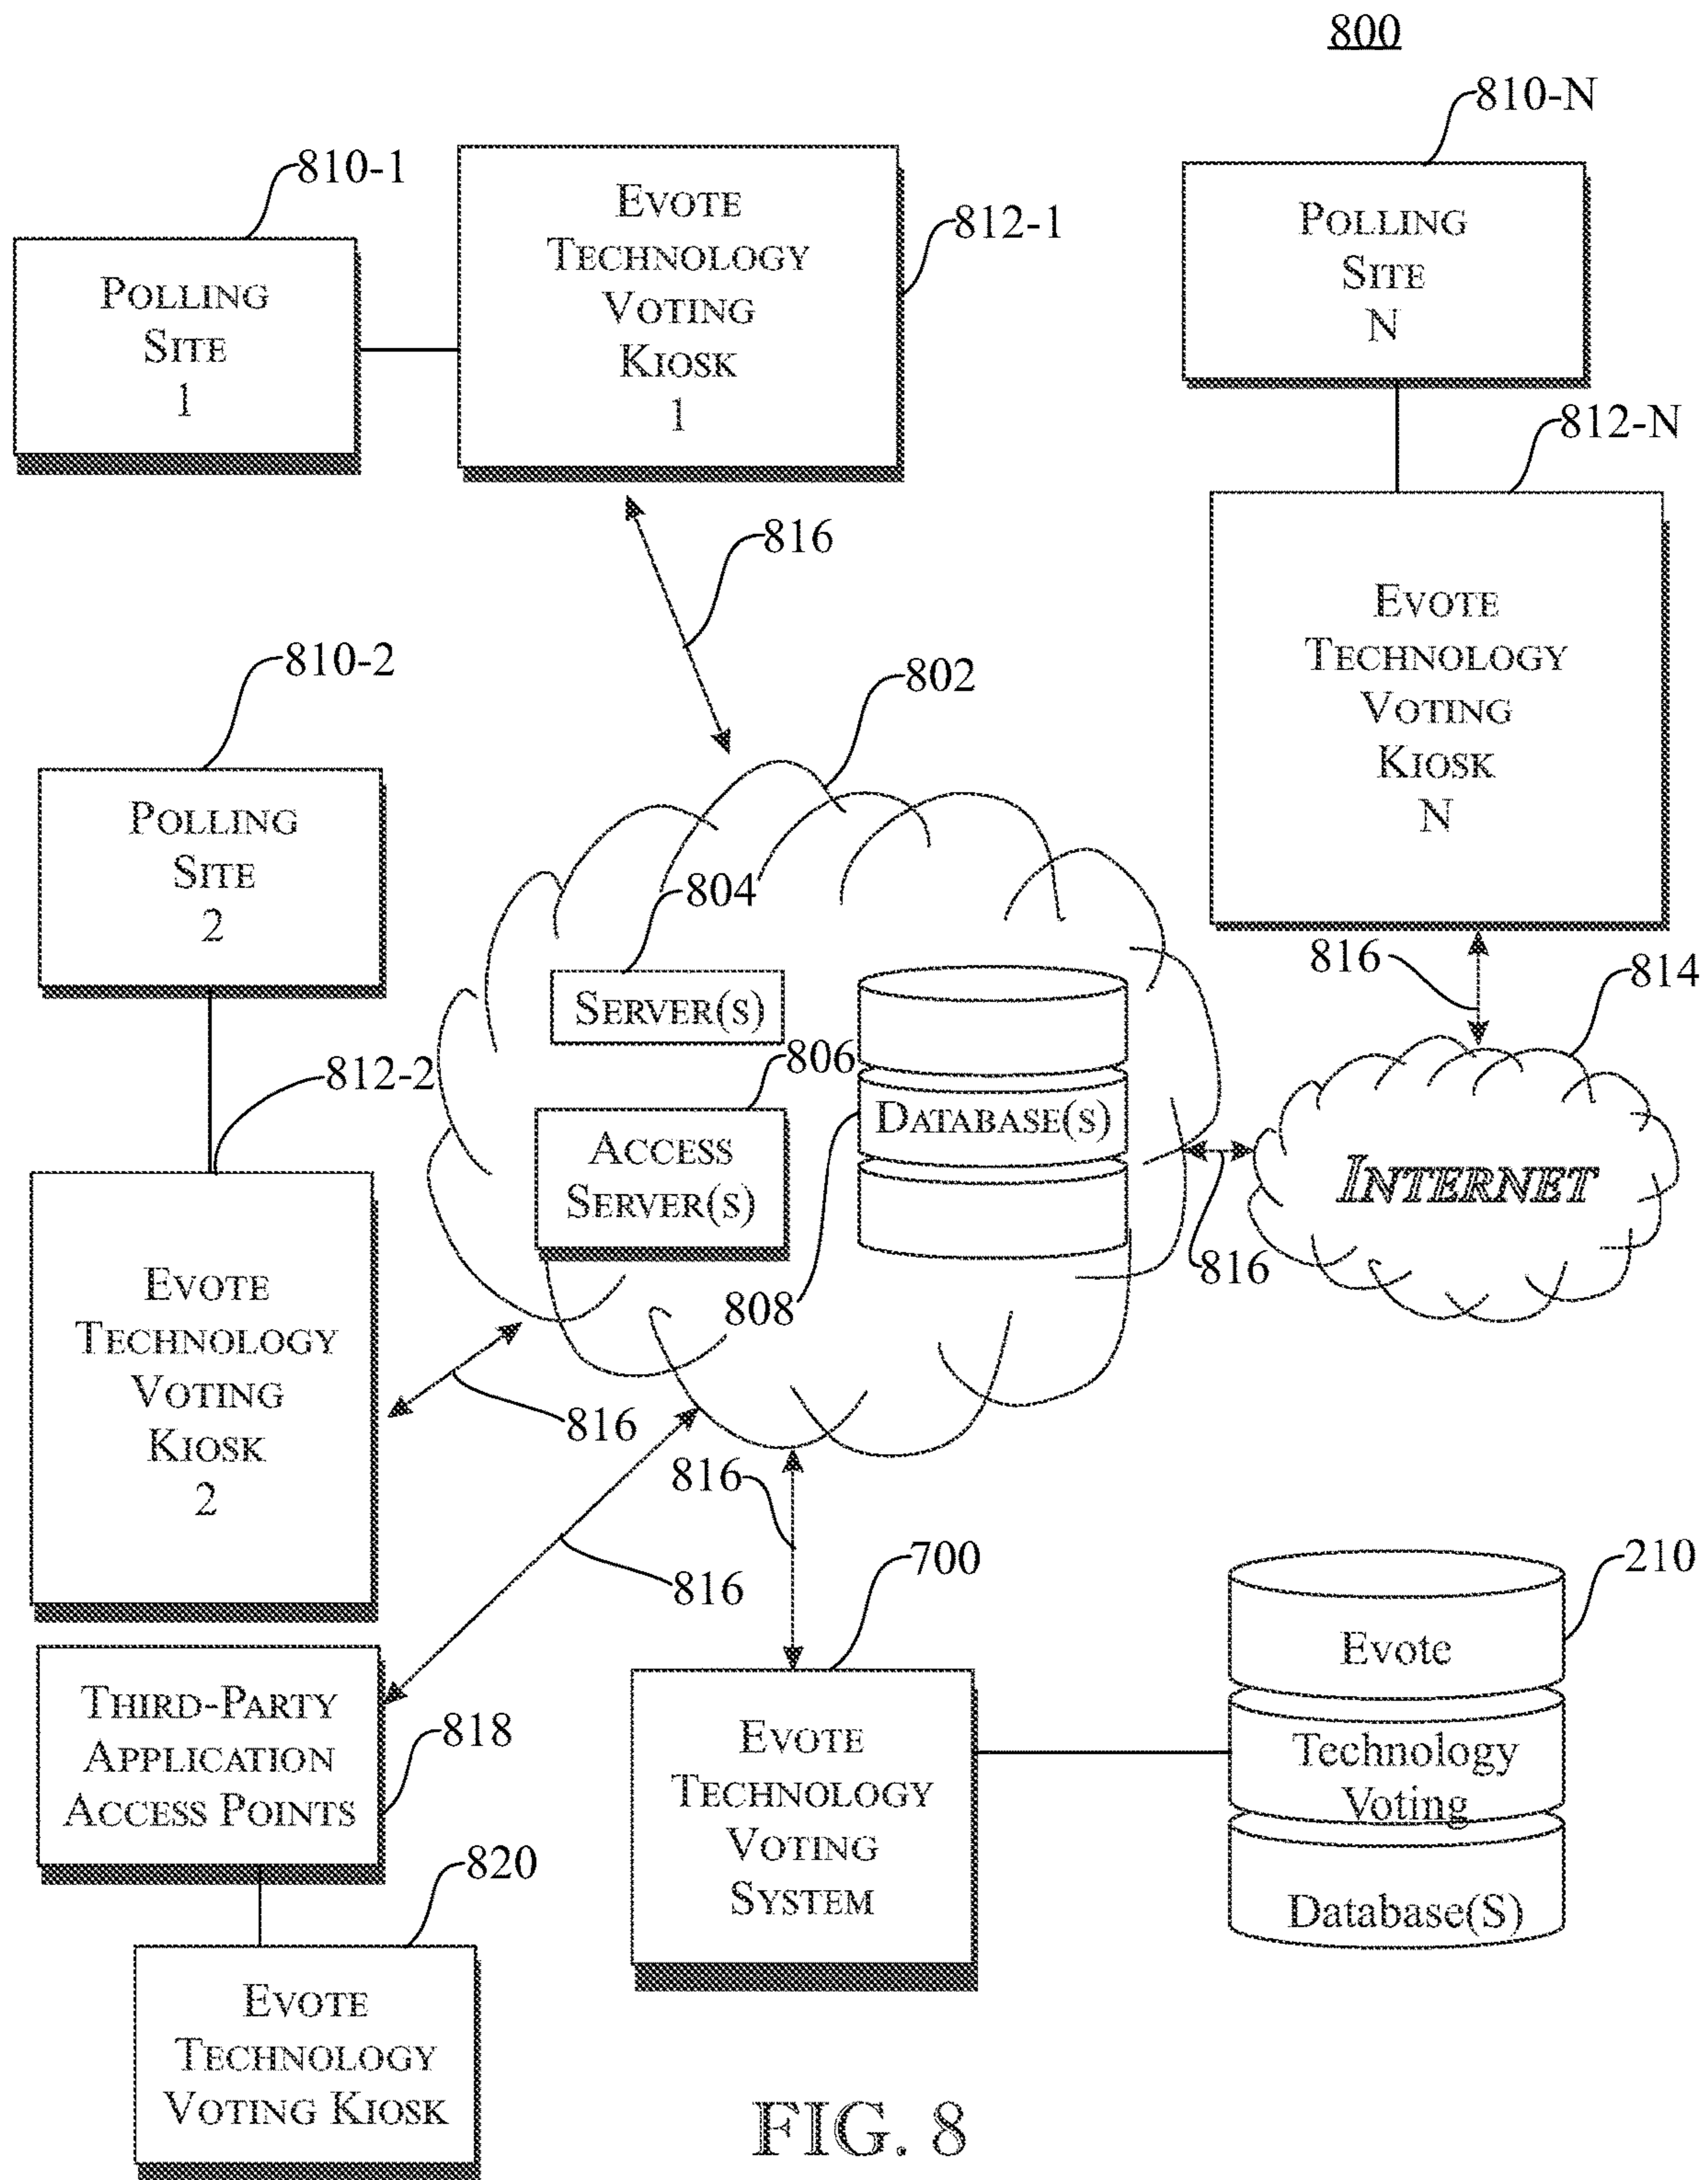 800
810-N
810-1
EVOTE
TECHNOLOGY
VOTING
KIOSK
1
812-1
POLLING
SITE
N
POLLING
SITE
1
812-N
816
EVOTE
TECHNOLOGY
VOTING
KIOSK
N
810-2
802
POLLING
SITE
2
804
SERVER(S)
816
814
812-2
806
ACCESS
SERVER(S)
DATABASE(S)
808
INTERNET
816
EVOTE
TECHNOLOGY
VOTING
KIOSK
2
816
816
816
700
210
THIRD-PARTY
APPLICATION
ACCESS POINTS
818
EVOTE
TECHNOLOGY
VOTING
SYSTEM
Evote
Technology
Voting
Database(S)
820
EVOTE
TECHNOLOGY
VOTING KIOSK
FIG. 8